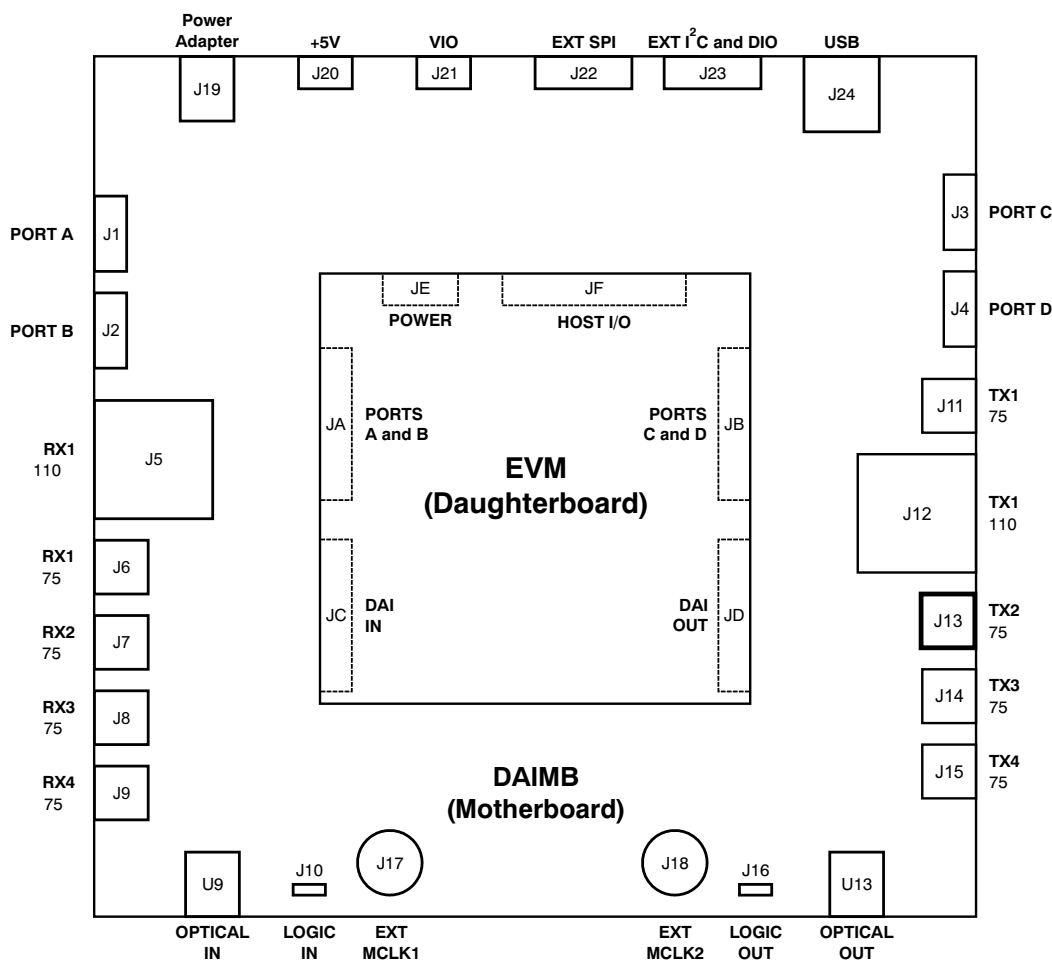 Power
Adapter
+5V
VIO
EXT SPI
EXT I²C and DIO
USB
J19
J20
J21
J22
J23
J24
PORT A
J1
J3
PORT C
PORT B
J2
J4
PORT D
JE
POWER
JF
HOST I/O
JA
PORTS
A and B
PORTS
C and D
JB
J11
TX1
75
RX1
110
J5
EVM
(Daughterboard)
J12
TX1
110
RX1
75
J6
JC
DAI
IN
DAI
OUT
JD
J13
TX2
75
RX2
75
J7
RX3
75
J8
J14
TX3
75
RX4
75
J9
DAIMB
(Motherboard)
J15
TX4
75
U9
J10
J17
J18
J16
U13
OPTICAL
IN
LOGIC
IN
EXT
MCLK1
EXT
MCLK2
LOGIC
OUT
OPTICAL
OUT